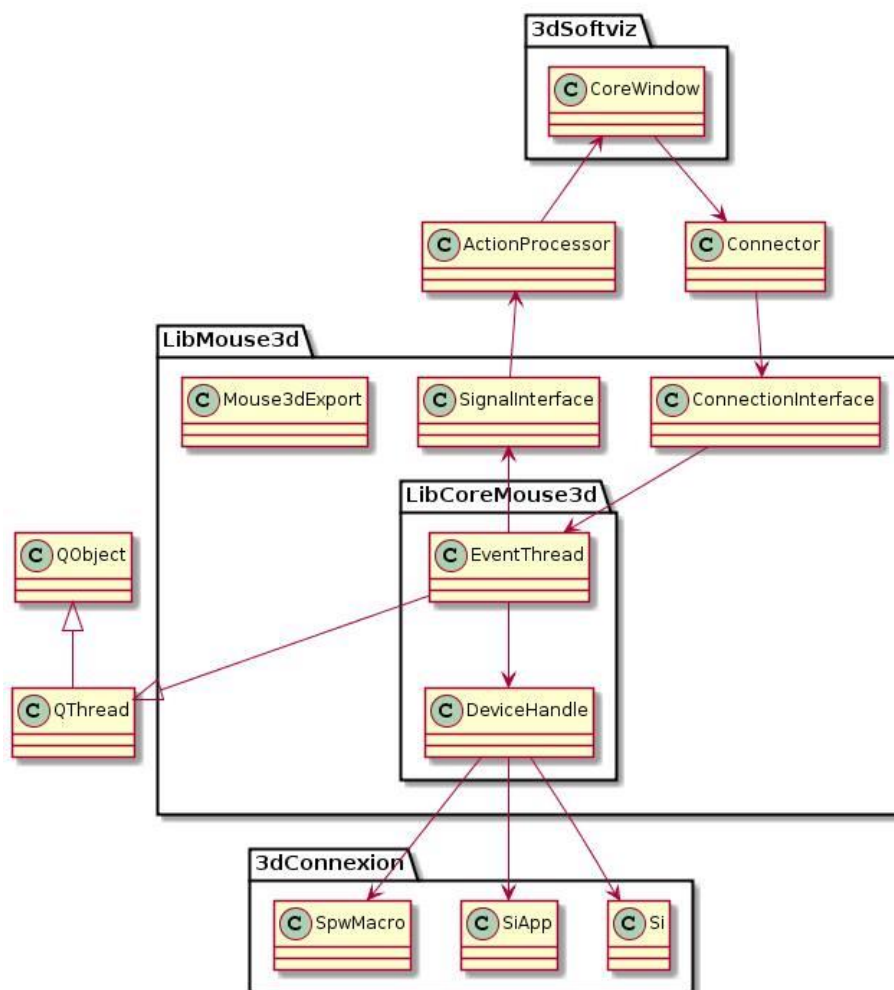 3dSoftviz
C CoreWindow
C ActionProcessor
C Connector
LibMouse3d
C Mouse3dExport
C SignalInterface
C ConnectionInterface
LibCoreMouse3d
C QObject
C EventThread
C QThread
C DeviceHandle
3dConnexion
C SpwMacro
C SiApp
C Si